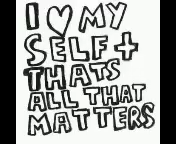 I ♡ MY
SELF +
THATS
ALL THAT
MATTERS